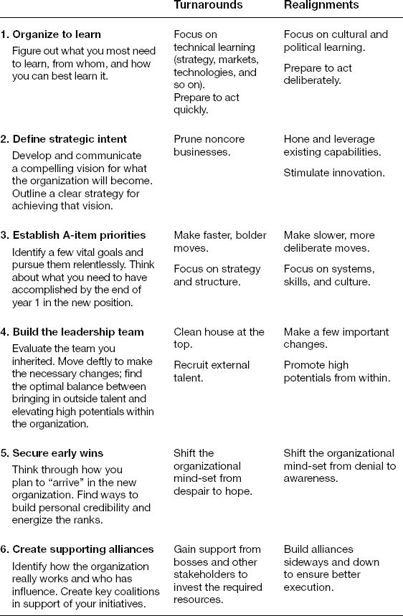 Turnarounds Realignments
1. Organize to learn
Figure out what you most need
to learn, from whom, and how
you can best learn it.
Focus on
technical learning
(strategy, markets,
technologies, and
so on).
Prepare to act
quickly.
Focus on cultural and
political learning.
Prepare to act
deliberately.
2. Define strategic intent
Develop and communicate
a compelling vision for what
the organization will become.
Outline a clear strategy for
achieving that vision.
Prune noncore
businesses.
Hone and leverage
existing capabilities.
Stimulate innovation.
3. Establish A-item priorities
Identify a few vital goals and
pursue them relentlessly. Think
about what you need to have
accomplished by the end of
year 1 in the new position.
Make faster, bolder
moves.
Focus on strategy
and structure.
Make slower, more
deliberate moves.
Focus on systems,
skills, and culture.
4. Build the leadership team
Evaluate the team you
inherited. Move deftly to make
the necessary changes; find
the optimal balance between
bringing in outside talent and
elevating high potentials within
the organization.
Clean house at the
top.
Recruit external
talent.
Make a few important
changes.
Promote high
potentials from within.
5. Secure early wins
Think through how you
plan to “arrive” in the new
organization. Find ways to
build personal credibility and
energize the ranks.
Shift the
organizational
mind-set from
despair to hope.
Shift the organizational
mind-set from denial to
awareness.
6. Create supporting alliances
Identify how the organization
really works and who has
influence. Create key coalitions
in support of your initiatives.
Gain support from
bosses and other
stakeholders to
invest the required
resources.
Build alliances
sideways and down
to ensure better
execution.